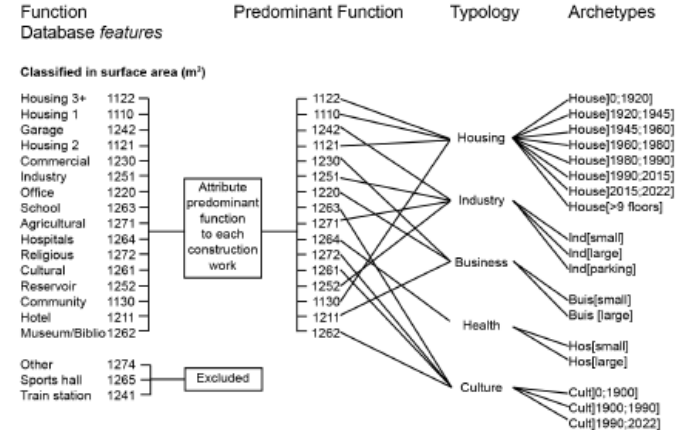 Function Predominant Function Typology Archetypes
Database features
Classified in surface area (m²)
Housing 3+ 1122
Housing 1 1110
Garage 1242
Housing 2 1121
Commercial 1230
Industry 1251
Office 1220
School 1263
Agricultural 1271
Hospitals 1264
Religious 1272
Cultural 1261
Reservoir 1252
Community 1130
Hotel 1211
Museum/Biblio 1262
Other 1274
Sports hall 1265
Train station 1241
Attribute
predominant
function
to each
construction
work
Excluded
1122
1110
1242
1121
1230
1251
1220
1263
1271
1264
1272
1261
1252
1130
1211
1262
Housing
Industry
Business
Health
Culture
House]0;1920]
House]1920;1945]
House]1945;1960]
House]1960;1980]
House]1980;1990]
House]1990;2015]
House]2015;2022]
House[>9 floors]
Ind[small]
Ind[large]
Ind[parking]
Buis[small]
Buis [large]
Hos[small]
Hos[large]
Cult]0;1900]
Cult]1900;1990]
Cult]1990;2022]